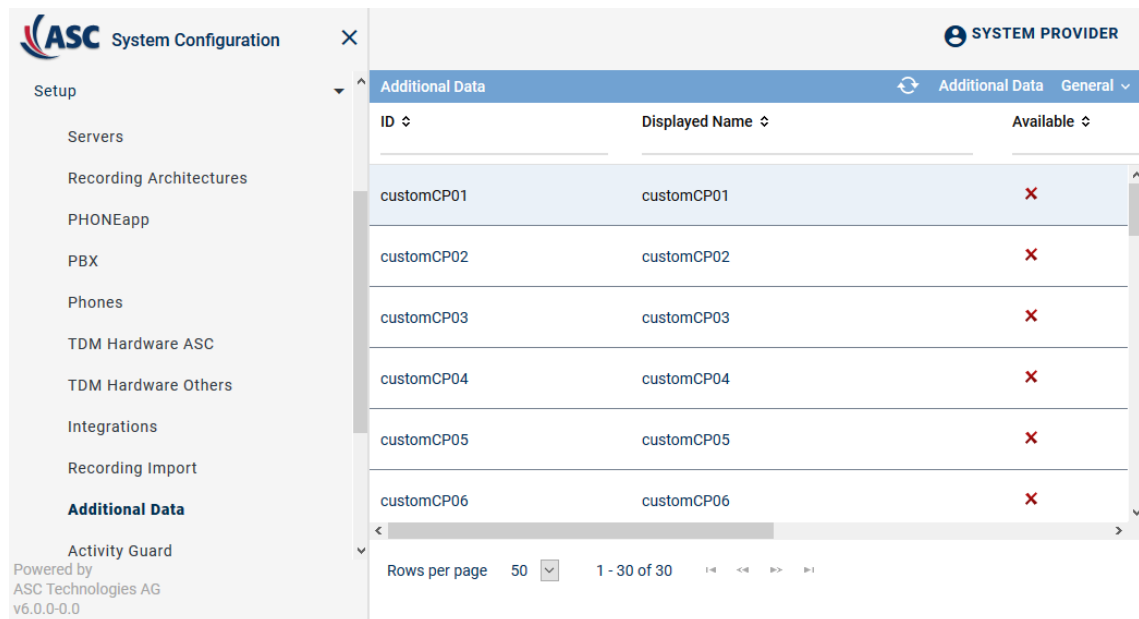 ASC System Configuration
SYSTEM PROVIDER
Setup
Servers
Recording Architectures
PHONEapp
PBX
Phones
TDM Hardware ASC
TDM Hardware Others
Integrations
Recording Import
Additional Data
Activity Guard
Powered by
ASC Technologies AG
v6.0.0-0.0
Additional Data Additional Data General
ID Displayed Name Available
customCP01 customCP01
customCP02 customCP02
customCP03 customCP03
customCP04 customCP04
customCP05 customCP05
customCP06 customCP06
Rows per page 50 1 - 30 of 30